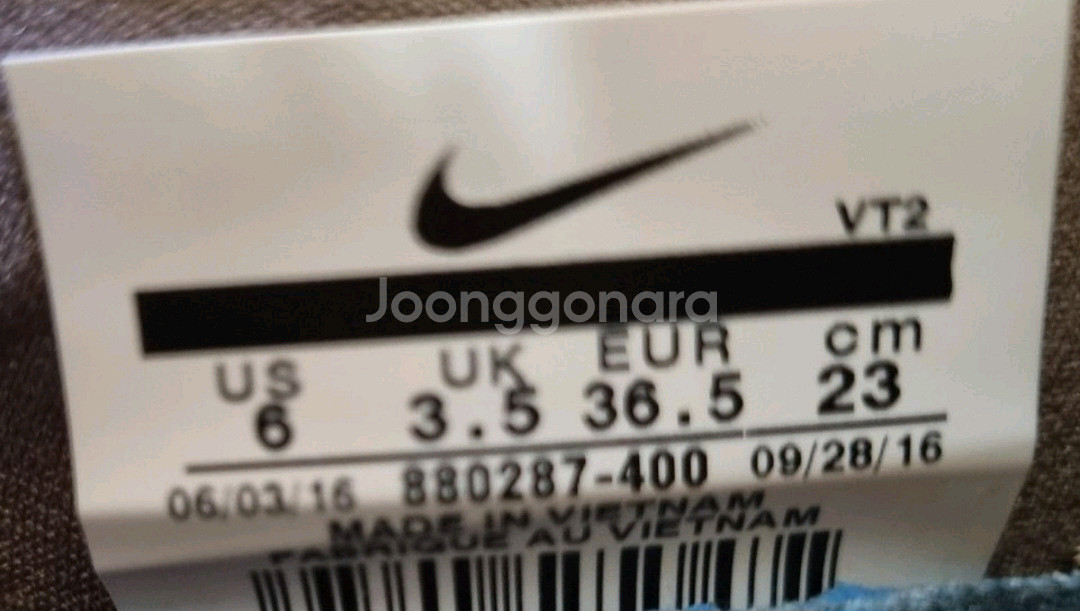 VT2
Joonggonara
US UK EUR cm
6 3.5 36.5 23
06/03/16 880287-400 09/28/16
MADE IN VIETNAM
FABRIQUE AU VIETNAM